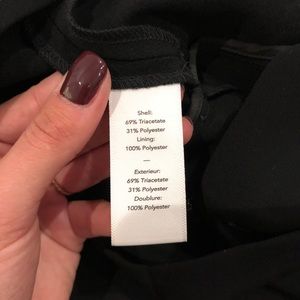 Shell:
69% Triacetate
31% Polyester
Lining:
100% Polyester
—
Exterieur:
69% Triacetate
31% Polyester
Doublure:
100% Polyester